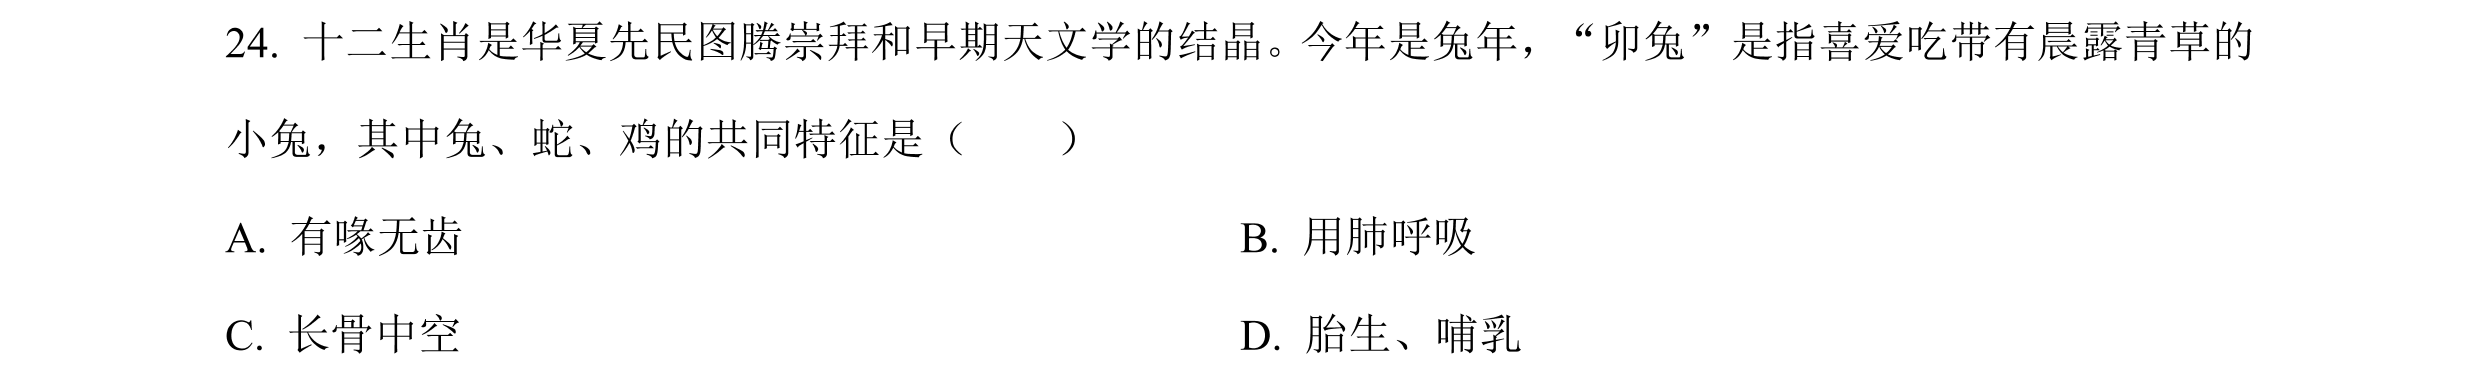 24. 十二生肖是华夏先民图腾崇拜和早期天文学的结晶。今年是兔年，“卯兔”是指喜爱吃带有晨露青草的
小兔，其中兔、蛇、鸡的共同特征是（　　）
A. 有喙无齿　　B. 用肺呼吸
C. 长骨中空　　D. 胎生、哺乳